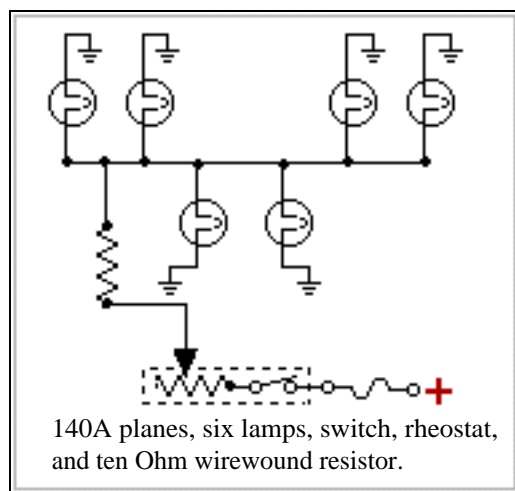 140A planes, six lamps, switch, rheostat,
and ten Ohm wirewound resistor.